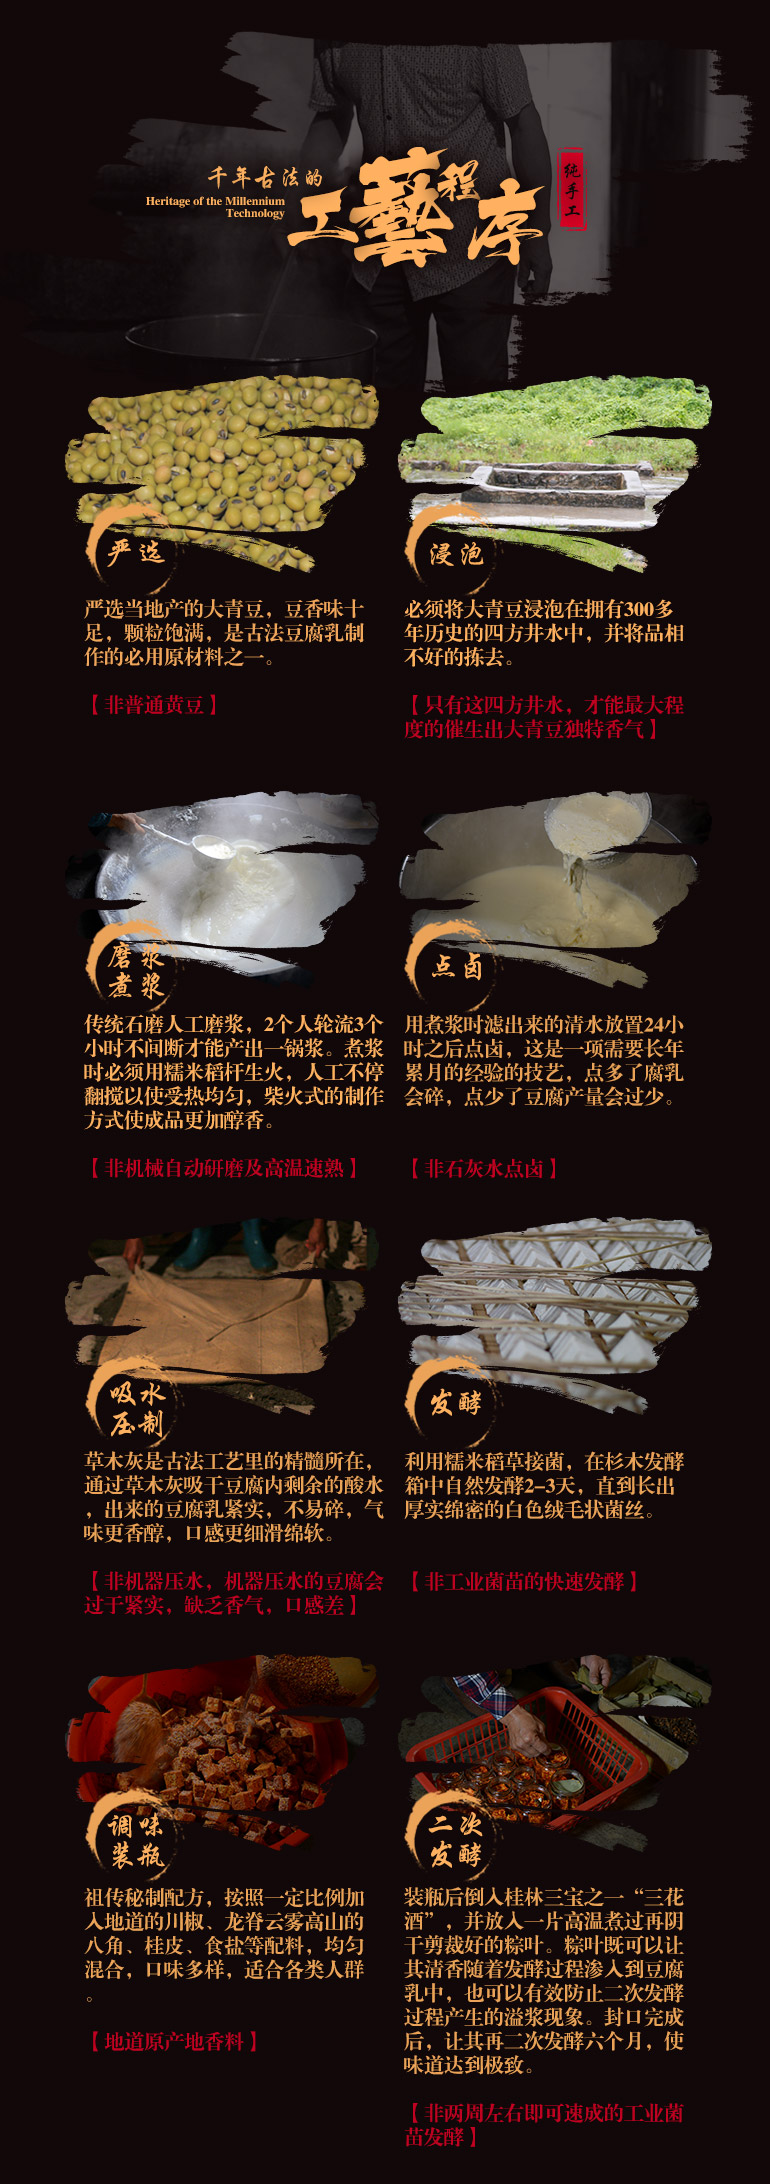 千年古法的
Heritage of the Millennium
Technology
工藝程序
纯手工
严选
严选当地产的大青豆，豆香味十
足，颗粒饱满，是古法豆腐乳制
作的必用原材料之一。
【非普通黄豆】
浸泡
必须将大青豆浸泡在拥有300多
年历史的四方井水中，并将品相
不好的拣去。
【只有这四方井水，才能最大程
度的催生出大青豆独特香气】
磨浆
煮浆
传统石磨人工磨浆，2个人轮流3个
小时不间断才能产出一锅浆。煮浆
时必须用糯米稻杆生火，人工不停
翻搅以使受热均匀，柴火式的制作
方式使成品更加醇香。
【非机械自动研磨及高温速熟】
点卤
用煮浆时滤出来的清水放置24小
时之后点卤，这是一项需要长年
累月的经验的技艺，点多了腐乳
会碎，点少了豆腐产量会过少。
【非石灰水点卤】
吸水
压制
草木灰是古法工艺里的精髓所在，
通过草木灰吸干豆腐内剩余的酸水
，出来的豆腐乳紧实，不易碎，气
味更香醇，口感更细滑绵软。
【非机器压水，机器压水的豆腐会
过于紧实，缺乏香气，口感差】
发酵
利用糯米稻草接菌，在杉木发酵
箱中自然发酵2-3天，直到长出
厚实绵密的白色绒毛状菌丝。
【非工业菌苗的快速发酵】
调味
装瓶
祖传秘制配方，按照一定比例加
入地道的川椒、龙脊云雾高山的
八角、桂皮、食盐等配料，均匀
混合，口味多样，适合各类人群
。
【地道原产地香料】
二次
发酵
装瓶后倒入桂林三宝之一“三花
酒”，并放入一片高温煮过再阴
干剪裁好的粽叶。粽叶既可以让
其清香随着发酵过程渗入到豆腐
乳中，也可以有效防止二次发酵
过程产生的溢浆现象。封口完成
后，让其再二次发酵六个月，使
味道达到极致。
【非两周左右即可速成的工业菌
苗发酵】